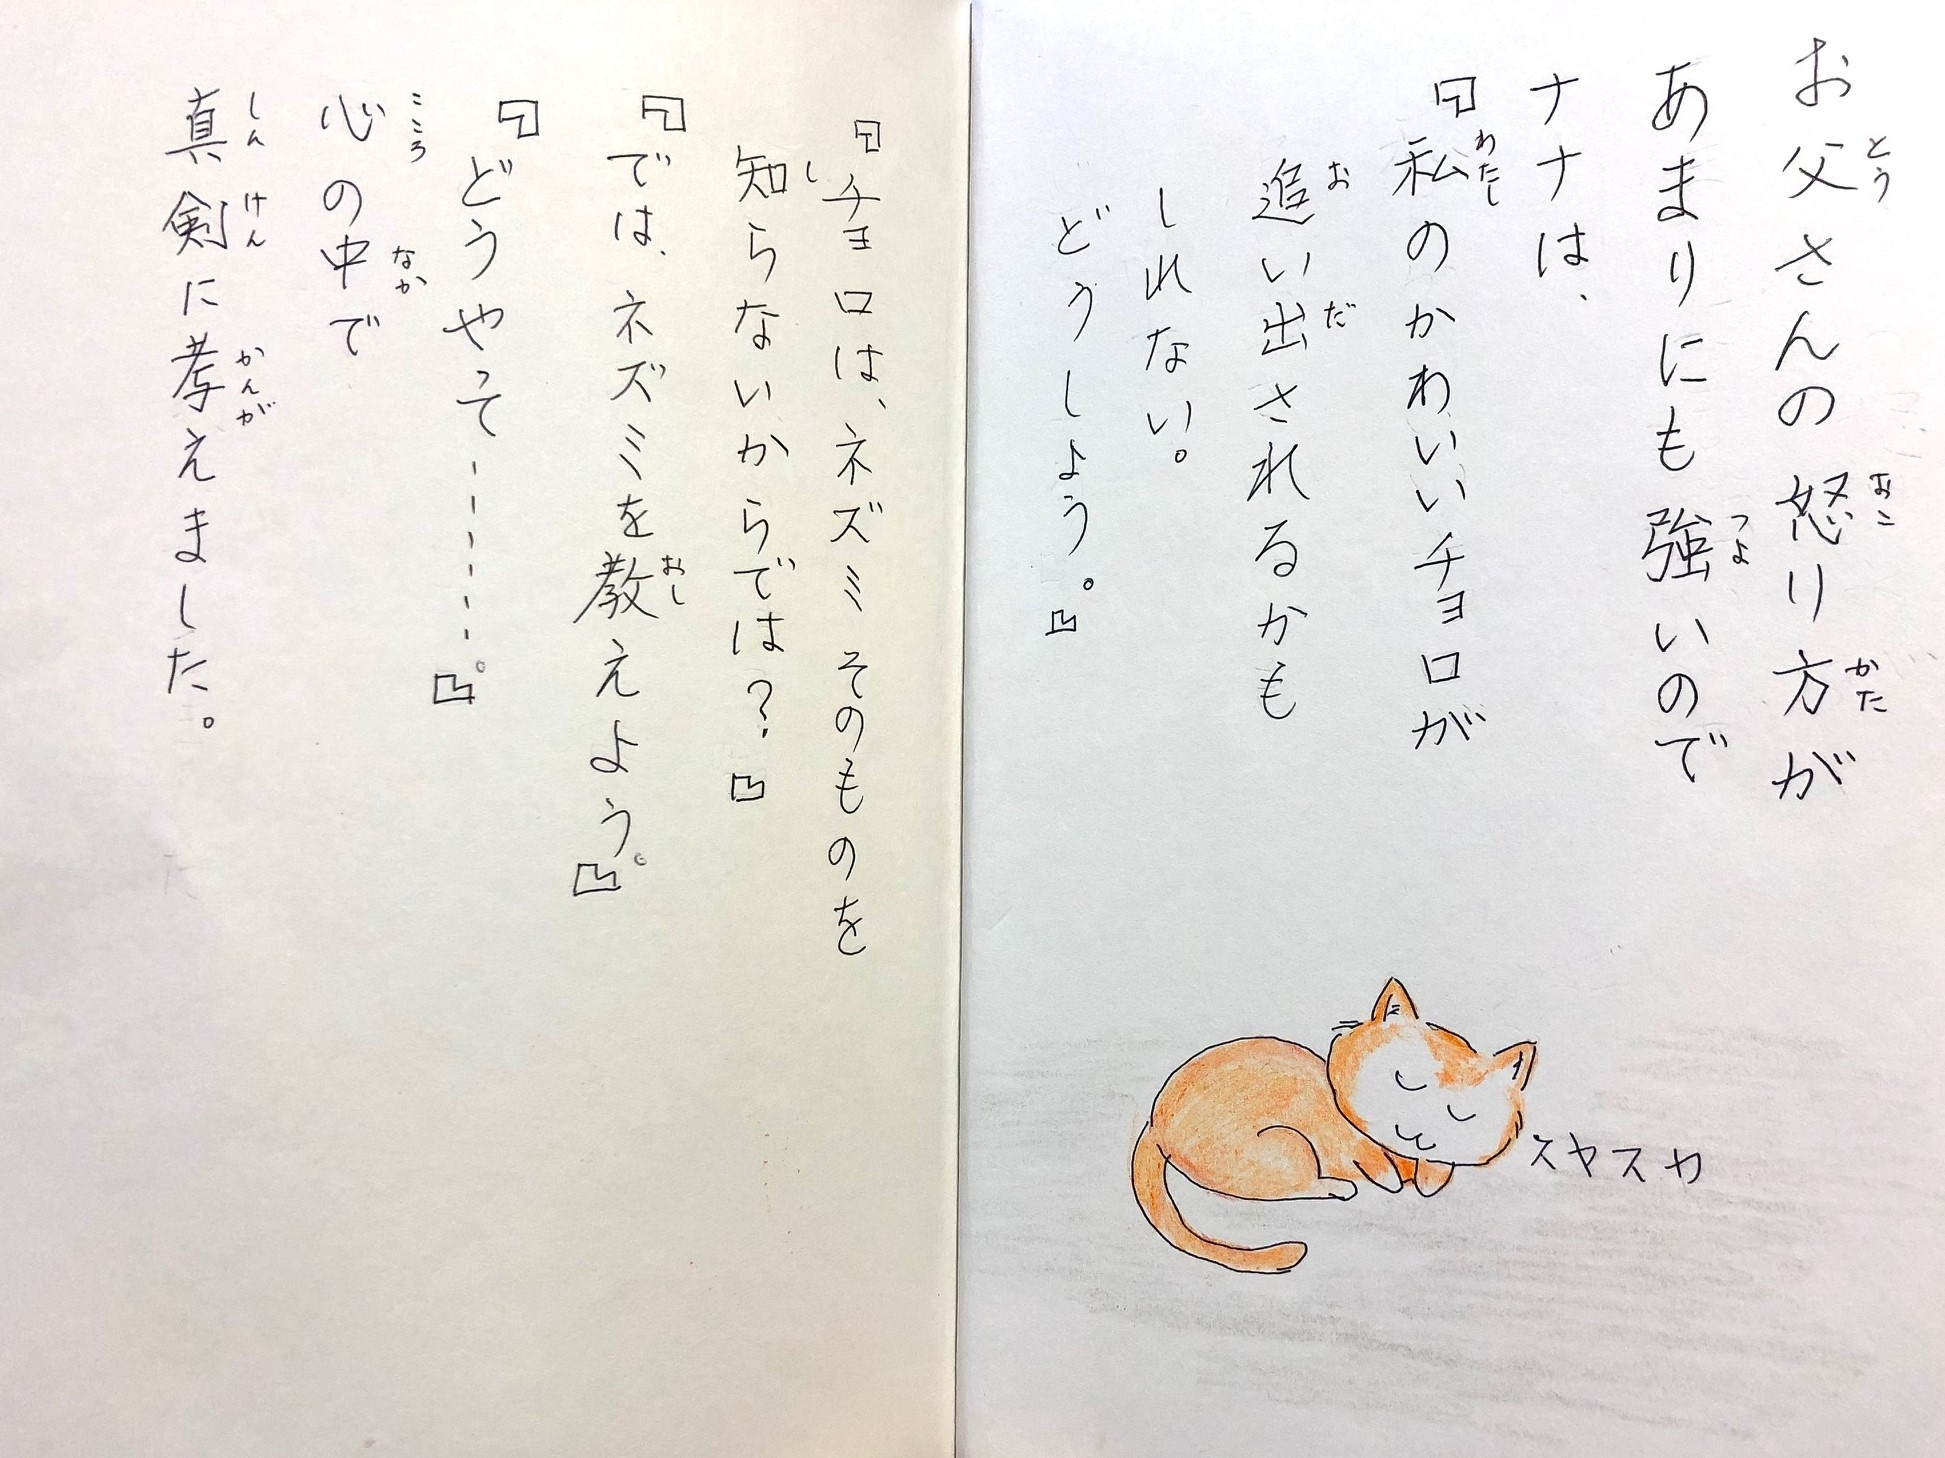 お父さんの怒り方が
あまりにも強いので
ナナは、
『私のかわいいチョロが
追い出されるかも
しれない。
どうしよう。』
スヤスヤ
『チョロは、ネズミそのものを
知らないからでは?』
『では、ネズミを教えよう。』
『どうやって……。』
心の中で
真剣に考えました。